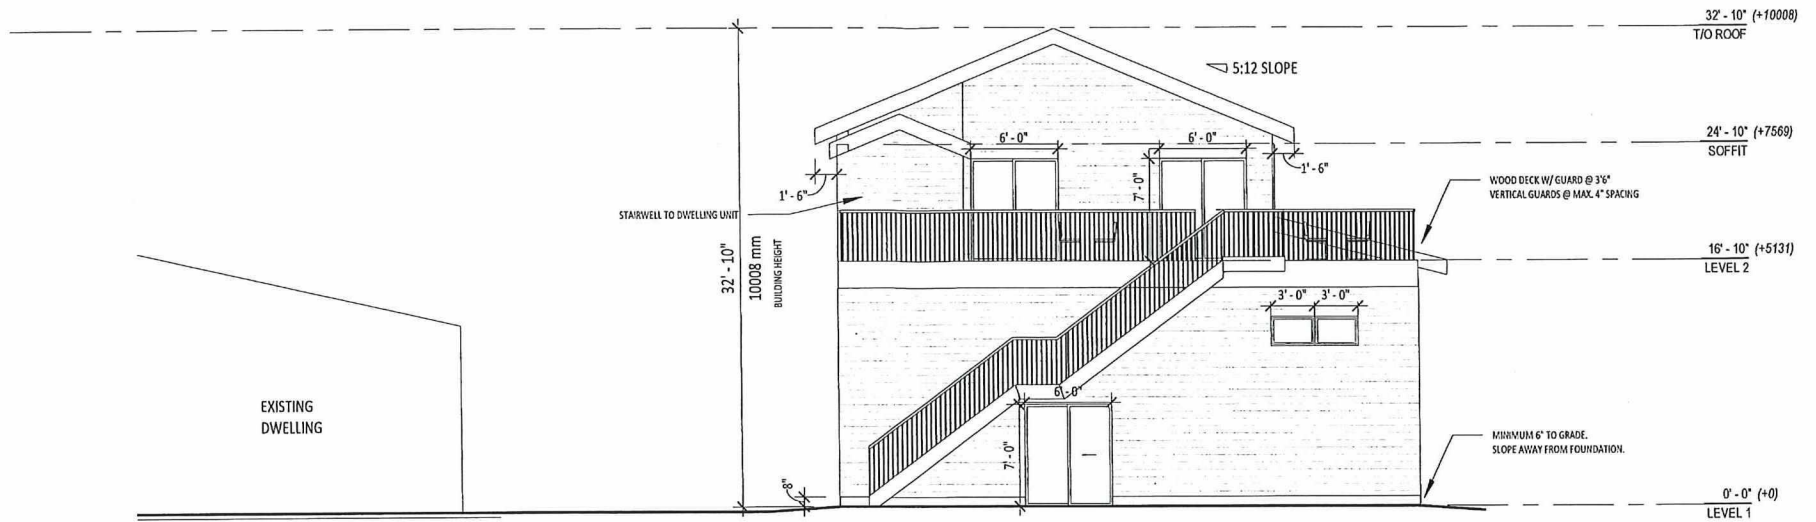 32' - 10" (+10008)
T/O ROOF
5:12 SLOPE
24' - 10" (+7569)
SOFFIT
6' - 0"
6' - 0"
1' - 6"
1' - 6"
7' - 0"
WOOD DECK W/ GUARD @ 3'6"
VERTICAL GUARDS @ MAX. 4" SPACING
STAIRWELL TO DWELLING UNIT
32' - 10"
10008 mm
BUILDING HEIGHT
16' - 10" (+5131)
LEVEL 2
3' - 0"
3' - 0"
6' - 0"
7' - 0"
EXISTING
DWELLING
MINIMUM 6" TO GRADE.
SLOPE AWAY FROM FOUNDATION.
8"
0' - 0" (+0)
LEVEL 1